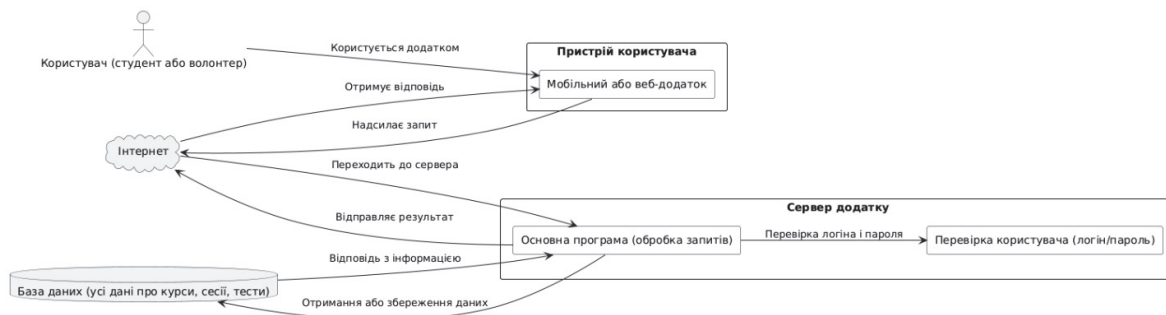 Користується додатком
Користувач (студент або волонтер)
Пристрій користувача
Мобільний або веб-додаток
Отримує відповідь
Надсилає запит
Інтернет
Переходить до сервера
Відправляє результат
Сервер додатку
Основна програма (обробка запитів)
Перевірка логіна і пароля
Перевірка користувача (логін/пароль)
Відповідь з інформацією
База даних (усі дані про курси, сесії, тести)
Отримання або збереження даних